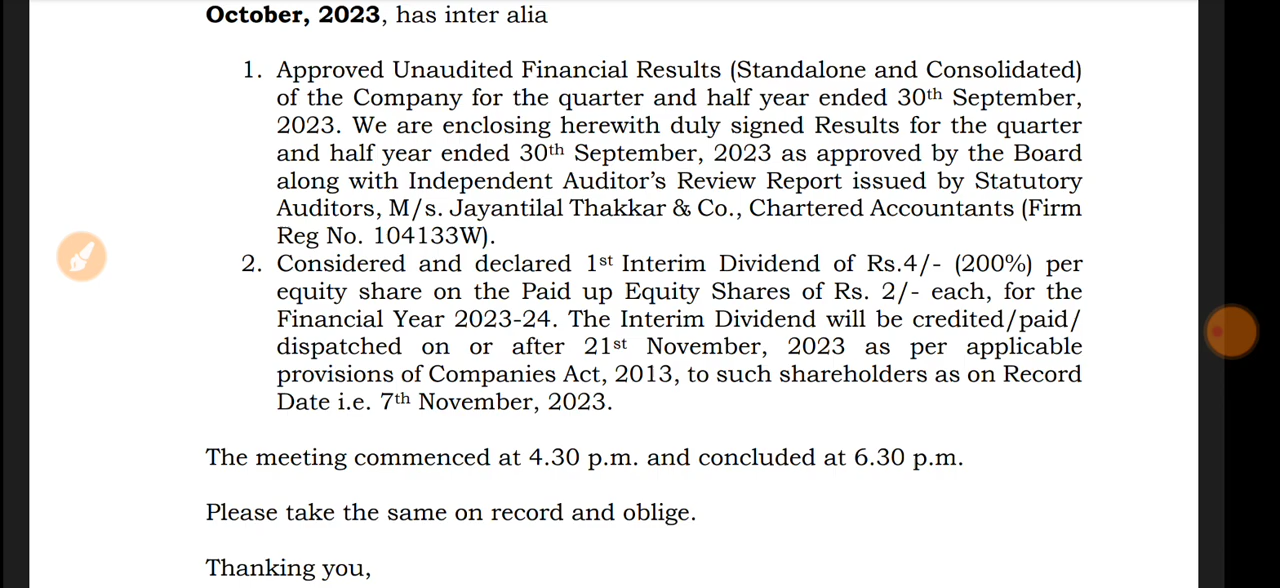 October, 2023, has inter alia
1. Approved Unaudited Financial Results (Standalone and Consolidated)
of the Company for the quarter and half year ended 30th September,
2023. We are enclosing herewith duly signed Results for the quarter
and half year ended 30th September, 2023 as approved by the Board
along with Independent Auditor’s Review Report issued by Statutory
Auditors, M/s. Jayantilal Thakkar & Co., Chartered Accountants (Firm
Reg No. 104133W).
2. Considered and declared 1st Interim Dividend of Rs.4/- (200%) per
equity share on the Paid up Equity Shares of Rs. 2/- each, for the
Financial Year 2023-24. The Interim Dividend will be credited/paid/
dispatched on or after 21st November, 2023 as per applicable
provisions of Companies Act, 2013, to such shareholders as on Record
Date i.e. 7th November, 2023.
The meeting commenced at 4.30 p.m. and concluded at 6.30 p.m.
Please take the same on record and oblige.
Thanking you,